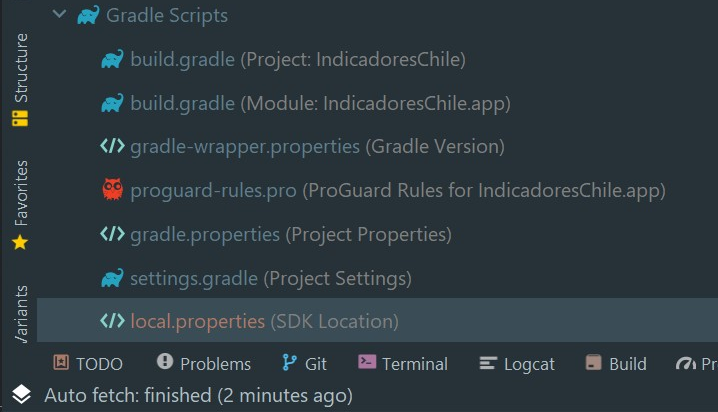 Gradle Scripts
build.gradle (Project: IndicadoresChile)
build.gradle (Module: IndicadoresChile.app)
gradle-wrapper.properties (Gradle Version)
proguard-rules.pro (ProGuard Rules for IndicadoresChile.app)
gradle.properties (Project Properties)
settings.gradle (Project Settings)
local.properties (SDK Location)
Structure
Favorites
Variants
TODO Problems Git Terminal Logcat Build Pr
Auto fetch: finished (2 minutes ago)